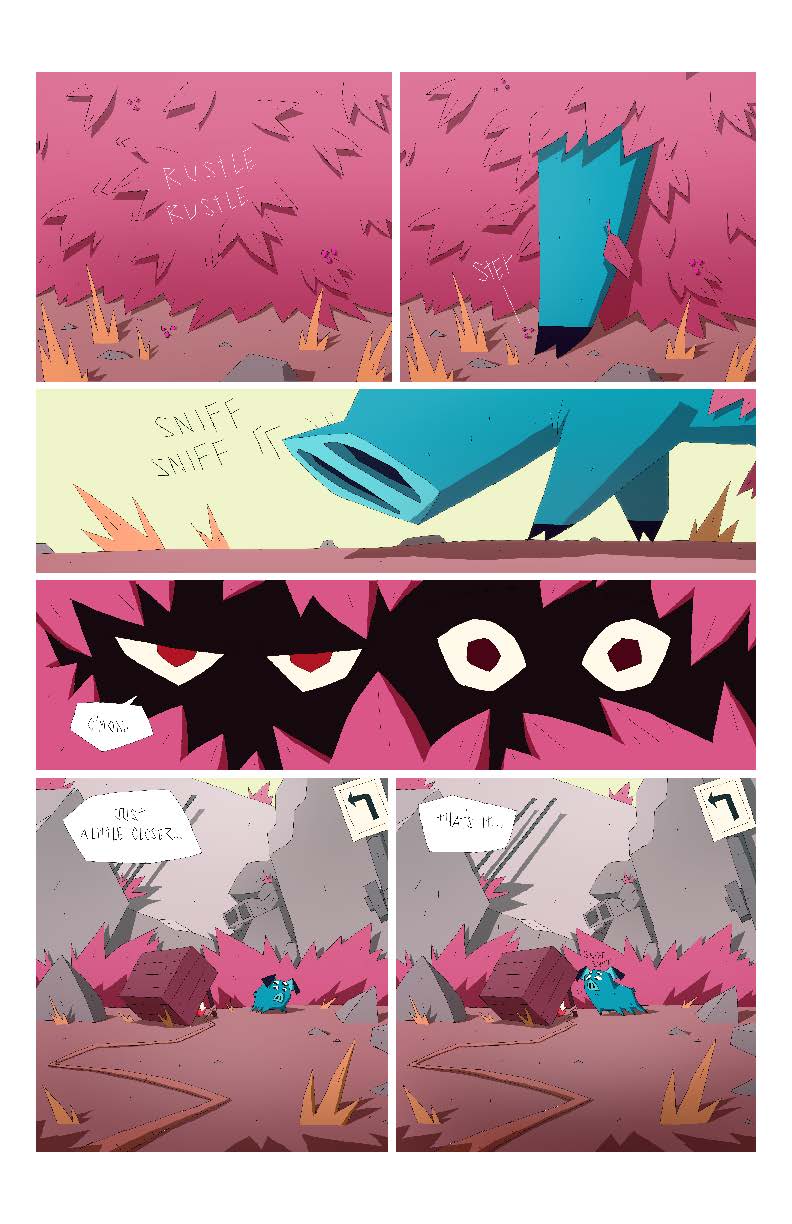 RUSTLE
RUSTLE
STEP
SNIFF
SNIFF
C'MON...
JUST
A LITTLE CLOSER...
THAT'S IT...